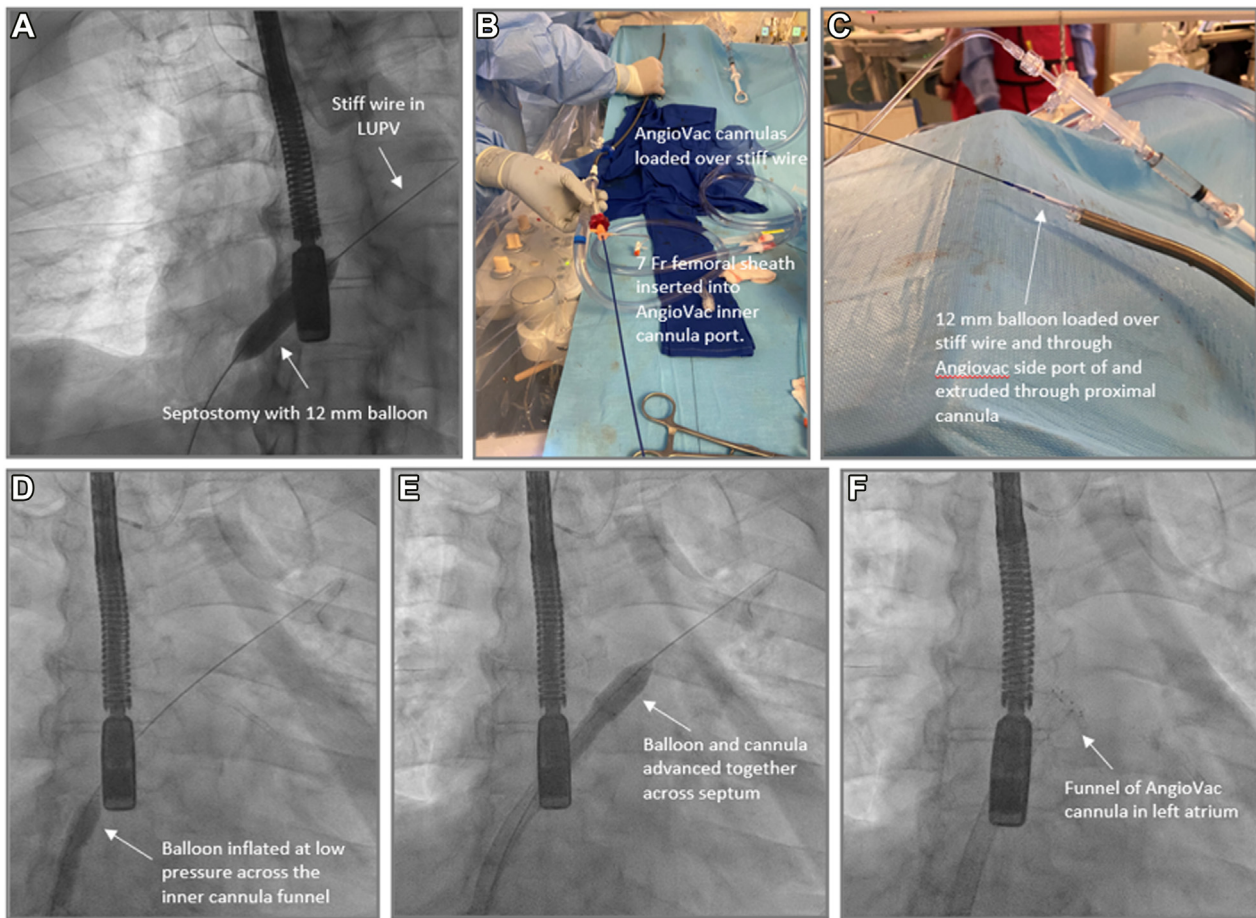 A
Stiff wire in
LUPV
Septostomy with 12 mm balloon
B
AngioVac cannulas
loaded over stiff wire
7 Fr femoral sheath
inserted into
AngioVac inner
cannula port.
C
12 mm balloon loaded over
stiff wire and through
Angiovac side port of and
extruded through proximal
cannula
D
Balloon inflated at low
pressure across the
inner cannula funnel
E
Balloon and cannula
advanced together
across septum
F
Funnel of AngioVac
cannula in left atrium